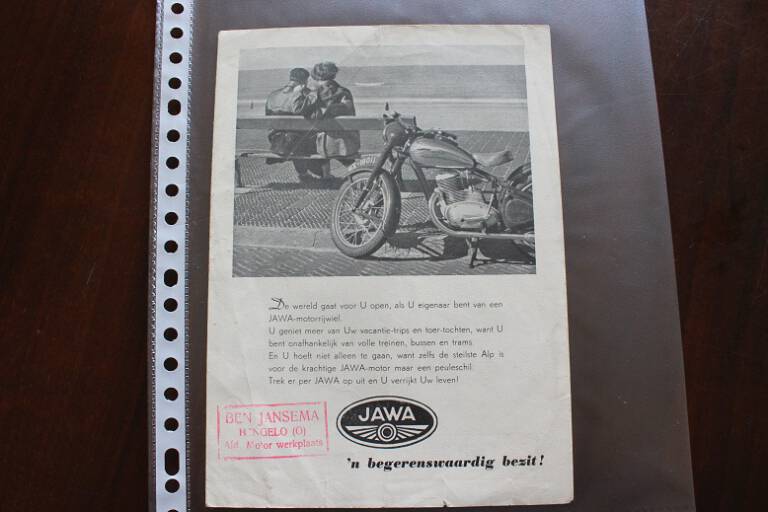 De wereld gaat voor U open, als U eigenaar bent van een
JAWA-motorrijwiel.
U geniet meer van Uw vacantie-trips en toer-tochten, want U
bent onafhankelijk van volle treinen, bussen en trams.
En U hoeft niet alleen te gaan, want zelfs de steilste Alp is
voor de krachtige JAWA-motor maar een peuleschil.
Trek er per JAWA op uit en U verrijkt Uw leven!
BEN JANSEMA
HENGELO (O)
Afd. Motor werkplaats
JAWA
'n begerenswaardig bezit!